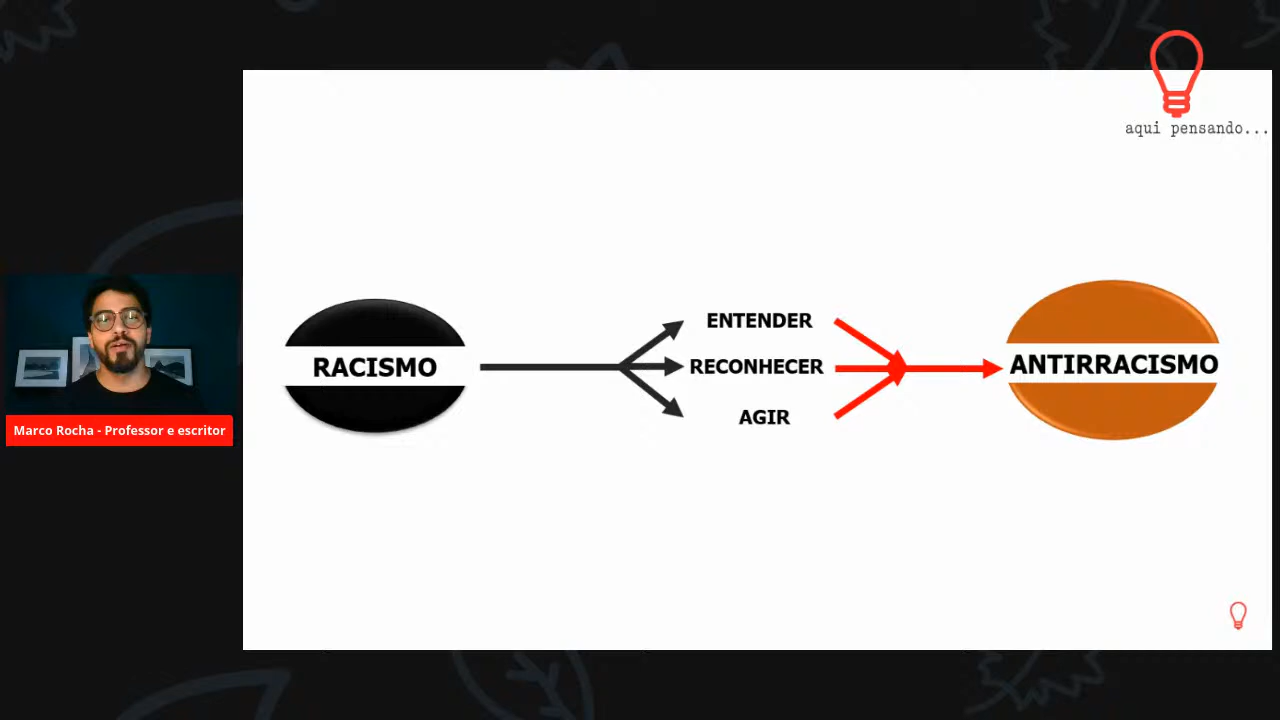 aqui pensando...
RACISMO
ENTENDER
RECONHECER
AGIR
ANTIRRACISMO
Marco Rocha - Professor e escritor